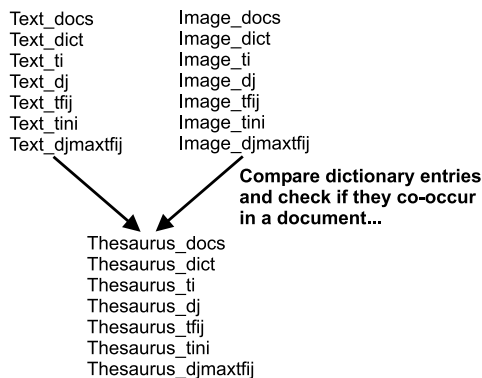 Text_docs
Text_dict
Text_ti
Text_dj
Text_tfij
Text_tini
Text_djmaxtfij
Image_docs
Image_dict
Image_ti
Image_dj
Image_tfij
Image_tini
Image_djmaxtfij
Compare dictionary entries
and check if they co-occur
in a document...
Thesaurus_docs
Thesaurus_dict
Thesaurus_ti
Thesaurus_dj
Thesaurus_tfij
Thesaurus_tini
Thesaurus_djmaxtfij